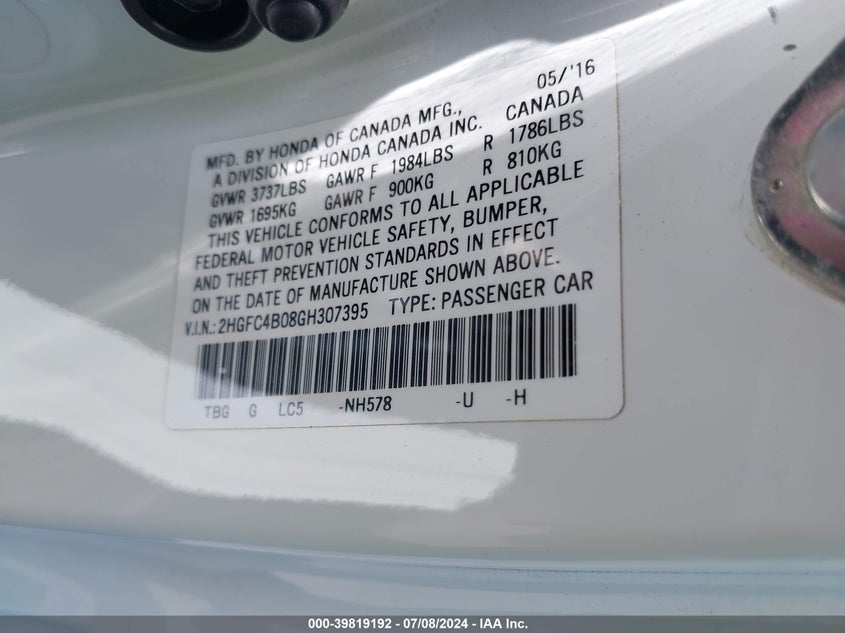 05/'16
MFD. BY HONDA OF CANADA MFG., CANADA
A DIVISION OF HONDA CANADA INC.
GVWR 3737LBS GAWR F 1984LBS R 1786LBS
GVWR 1695KG GAWR F 900KG R 810KG
THIS VEHICLE CONFORMS TO ALL APPLICABLE
FEDERAL MOTOR VEHICLE SAFETY, BUMPER,
AND THEFT PREVENTION STANDARDS IN EFFECT
ON THE DATE OF MANUFACTURE SHOWN ABOVE.
V.I.N.: 2HGFC4B08GH307395 TYPE: PASSENGER CAR
TBG G LC5 -NH578 -U -H
000-39819192 - 07/08/2024 - IAA Inc.